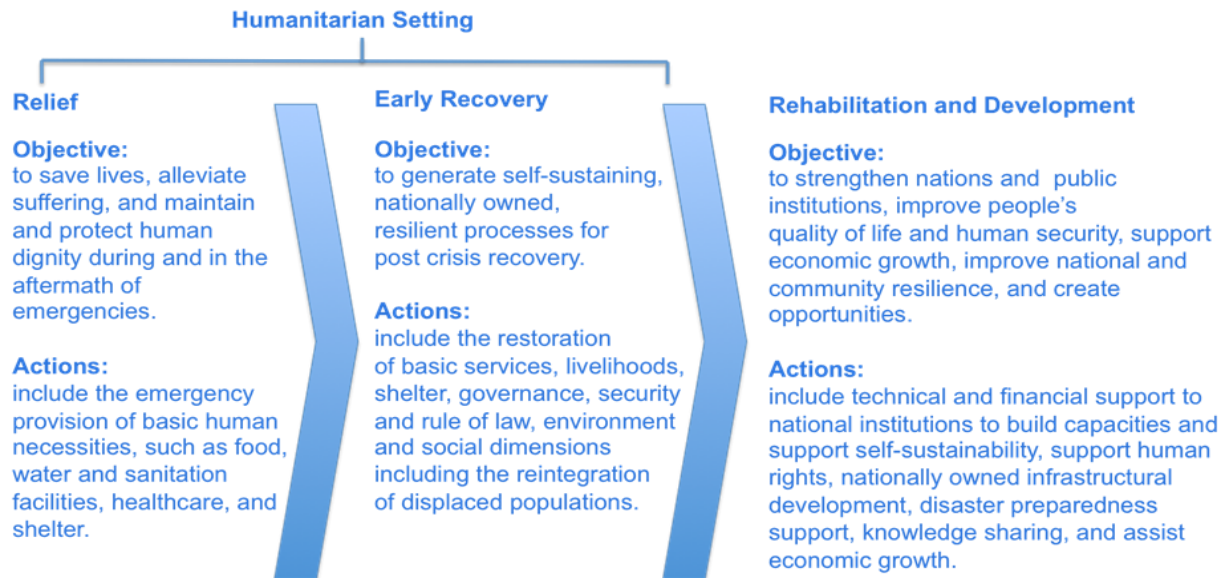 Humanitarian Setting
Relief
Objective:
to save lives, alleviate
suffering, and maintain
and protect human
dignity during and in the
aftermath of
emergencies.
Actions:
include the emergency
provision of basic human
necessities, such as food,
water and sanitation
facilities, healthcare, and
shelter.
Early Recovery
Objective:
to generate self-sustaining,
nationally owned,
resilient processes for
post crisis recovery.
Actions:
include the restoration
of basic services, livelihoods,
shelter, governance, security
and rule of law, environment
and social dimensions
including the reintegration
of displaced populations.
Rehabilitation and Development
Objective:
to strengthen nations and public
institutions, improve people's
quality of life and human security, support
economic growth, improve national and
community resilience, and create
opportunities.
Actions:
include technical and financial support to
national institutions to build capacities and
support self-sustainability, support human
rights, nationally owned infrastructural
development, disaster preparedness
support, knowledge sharing, and assist
economic growth.